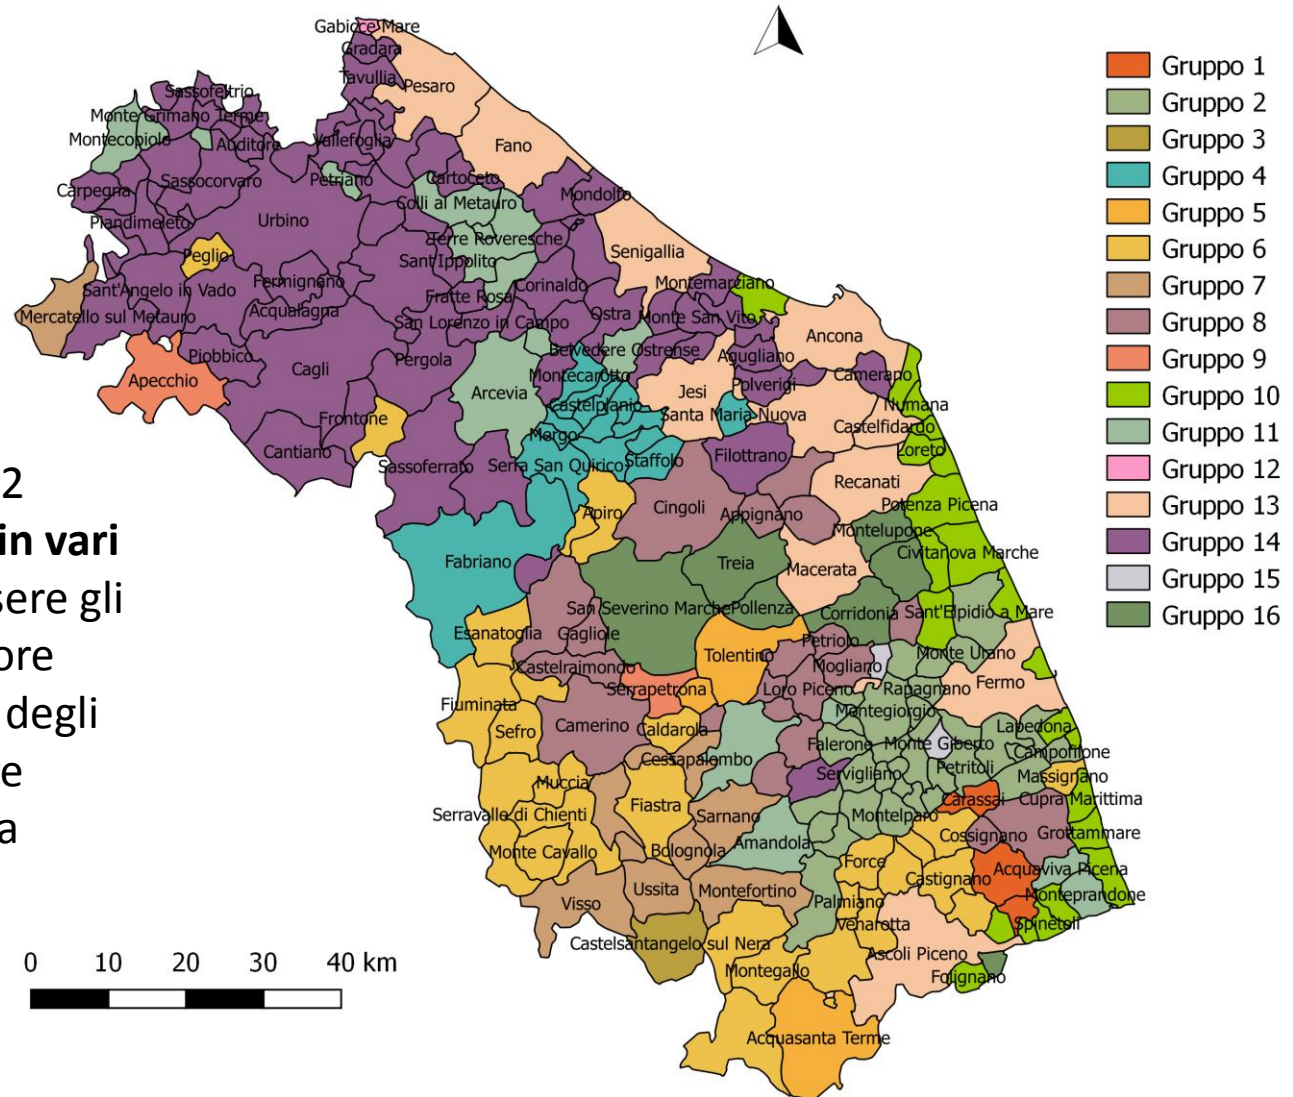 Gabicce Mare
Gradara
Tavullia
Pesaro
Sassofeltrio
Monte Grimano Terme
Montecopiolo
Auditore
Vallefoglia
Fano
Carpegna
Sassocorvaro
Petriano
Cartoceto
Colli al Metauro
Mondolfo
Piandimeleto
Urbino
Terre Roveresche
Peglio
Sant'Ippolito
Senigallia
Sant'Angelo in Vado
Fermignano
Fratte Rosa
Corinaldo
Montemarciano
Mercatello sul Metauro
Acqualagna
San Lorenzo in Campo
Ostra
Monte San Vito
Ancona
Piobbico
Cagli
Pergola
Belvedere Ostrense
Agugliano
Apecchio
Arcevia
Montecarotto
Jesi
Polverigi
Camerano
Castelplanio
Santa Maria Nuova
Numana
Frontone
Mergo
Castelfidardo
Cantiano
Sassoferrato
Serra San Quirico
Staffolo
Filottrano
Loreto
Recanati
Apiro
Cingoli
Appignano
Potenza Picena
Montelupone
Fabriano
Treia
Macerata
Civitanova Marche
San Severino Marche
Pollenza
Corridonia
Sant'Elpidio a Mare
Esanatoglia
Gagliole
Tolentino
Petriolo
Monte Urano
Castelraimondo
Mogliano
Serrapetrona
Loro Piceno
Rapagnano
Fermo
Fiuminata
Sefro
Camerino
Caldarola
Montegiorgio
Lapedona
Cessapalombo
Falerone
Monte Giberto
Campofilone
Muccia
Servigliano
Petritoli
Massignano
Fiastra
Sarnano
Carassai
Cupra Marittima
Serravalle di Chienti
Montelparo
Monte Cavallo
Bolognola
Amandola
Cossignano
Grottammare
Force
Acquaviva Picena
Ussita
Montefortino
Castignano
Visso
Palmiano
Monteprandone
Castelsantangelo sul Nera
Venarotta
Spinetoli
Montegallo
Ascoli Piceno
Folignano
Acquasanta Terme
2
in vari
sere gli
ore
degli
re
a
0 10 20 30 40 km
Gruppo 1
Gruppo 2
Gruppo 3
Gruppo 4
Gruppo 5
Gruppo 6
Gruppo 7
Gruppo 8
Gruppo 9
Gruppo 10
Gruppo 11
Gruppo 12
Gruppo 13
Gruppo 14
Gruppo 15
Gruppo 16